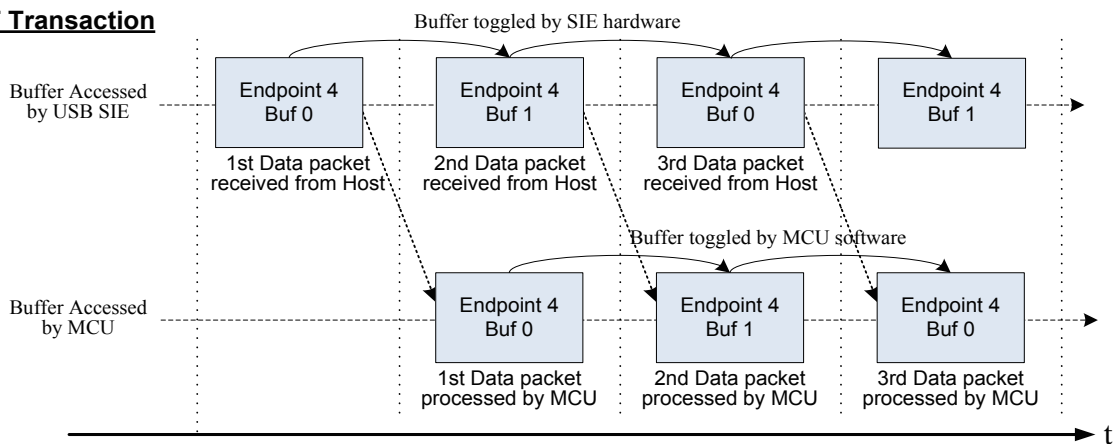 Transaction
Buffer toggled by SIE hardware
Buffer Accessed
by USB SIE
Endpoint 4
Buf 0
Endpoint 4
Buf 1
Endpoint 4
Buf 0
Endpoint 4
Buf 1
1st Data packet
received from Host
2nd Data packet
received from Host
3rd Data packet
received from Host
Buffer toggled by MCU software
Buffer Accessed
by MCU
Endpoint 4
Buf 0
Endpoint 4
Buf 1
Endpoint 4
Buf 0
1st Data packet
processed by MCU
2nd Data packet
processed by MCU
3rd Data packet
processed by MCU
t